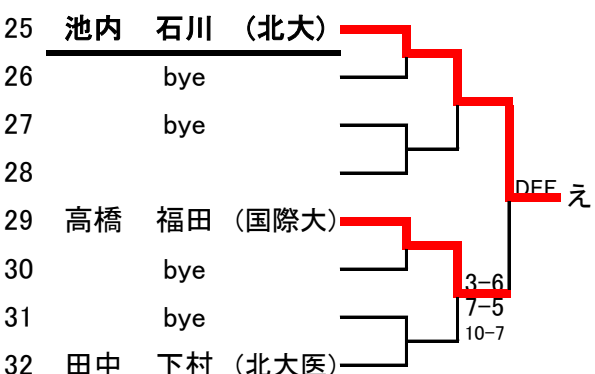 25 池内 石川 (北大)
26 bye
27 bye
28
DEF え
29 高橋 福田 (国際大)
30 bye
3-6
7-5
31 bye
10-7
32 田中 下村 (北大医)